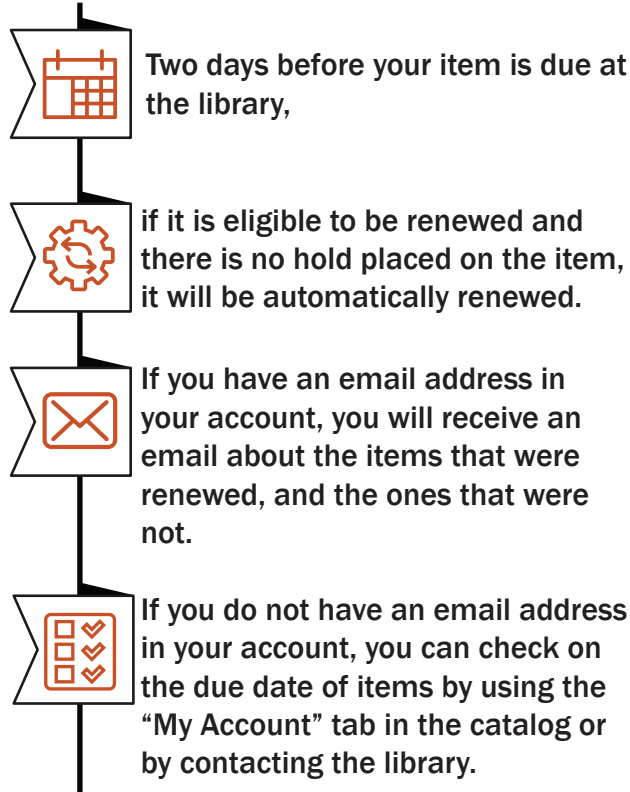 Two days before your item is due at
the library,
if it is eligible to be renewed and
there is no hold placed on the item,
it will be automatically renewed.
If you have an email address in
your account, you will receive an
email about the items that were
renewed, and the ones that were
not.
If you do not have an email address
in your account, you can check on
the due date of items by using the
“My Account” tab in the catalog or
by contacting the library.